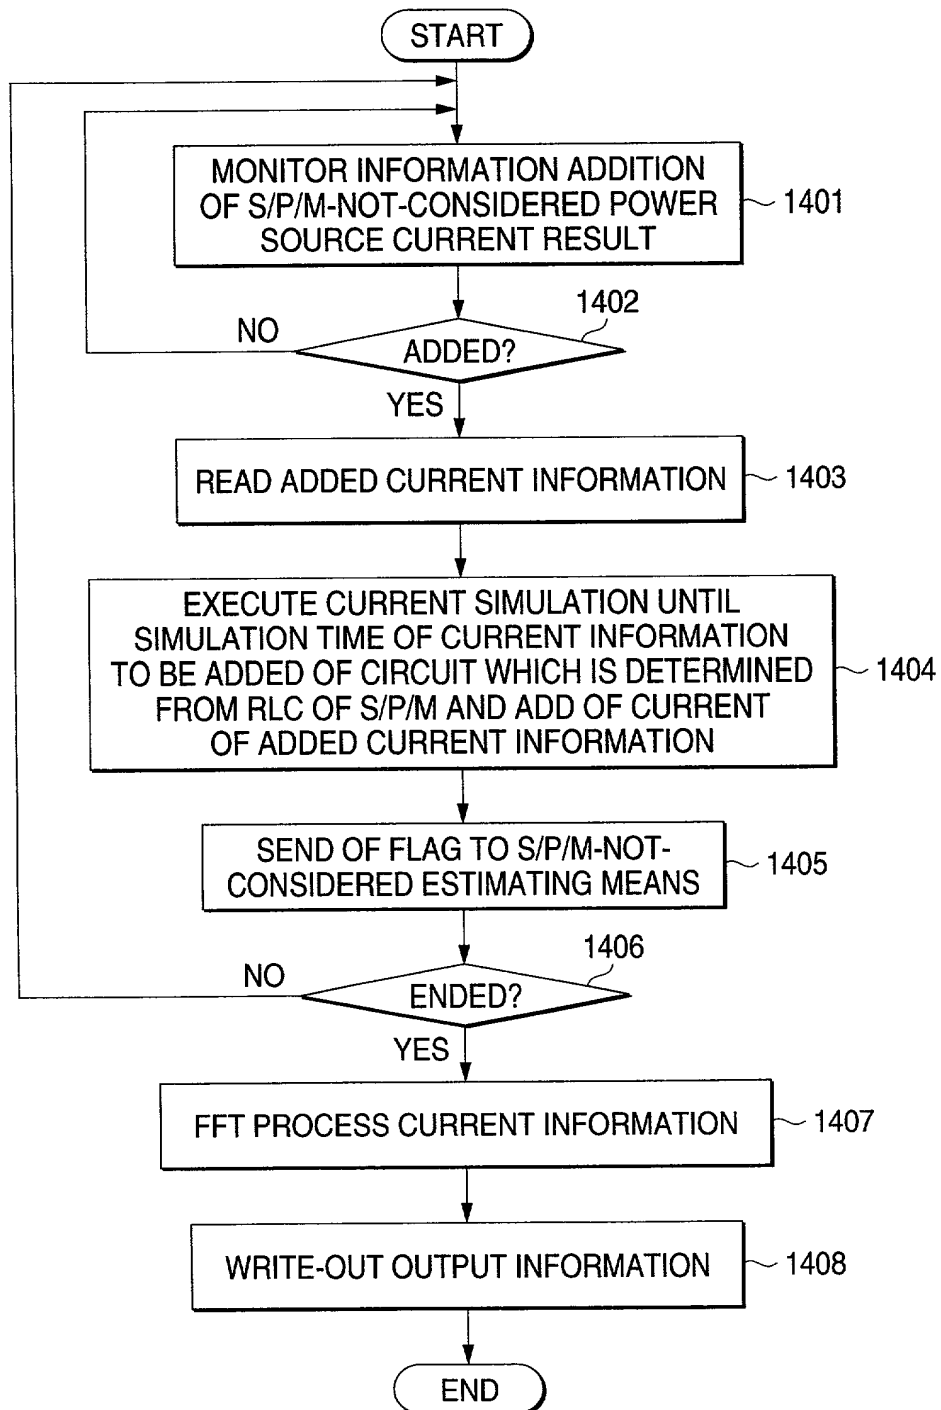 START
MONITOR INFORMATION ADDITION
OF S/P/M-NOT-CONSIDERED POWER
SOURCE CURRENT RESULT
1401
1402
NO
ADDED?
YES
READ ADDED CURRENT INFORMATION
1403
EXECUTE CURRENT SIMULATION UNTIL
SIMULATION TIME OF CURRENT INFORMATION
TO BE ADDED OF CIRCUIT WHICH IS DETERMINED
FROM RLC OF S/P/M AND ADD OF CURRENT
OF ADDED CURRENT INFORMATION
1404
SEND OF FLAG TO S/P/M-NOT-
CONSIDERED ESTIMATING MEANS
1405
1406
NO
ENDED?
YES
FFT PROCESS CURRENT INFORMATION
1407
WRITE-OUT OUTPUT INFORMATION
1408
END